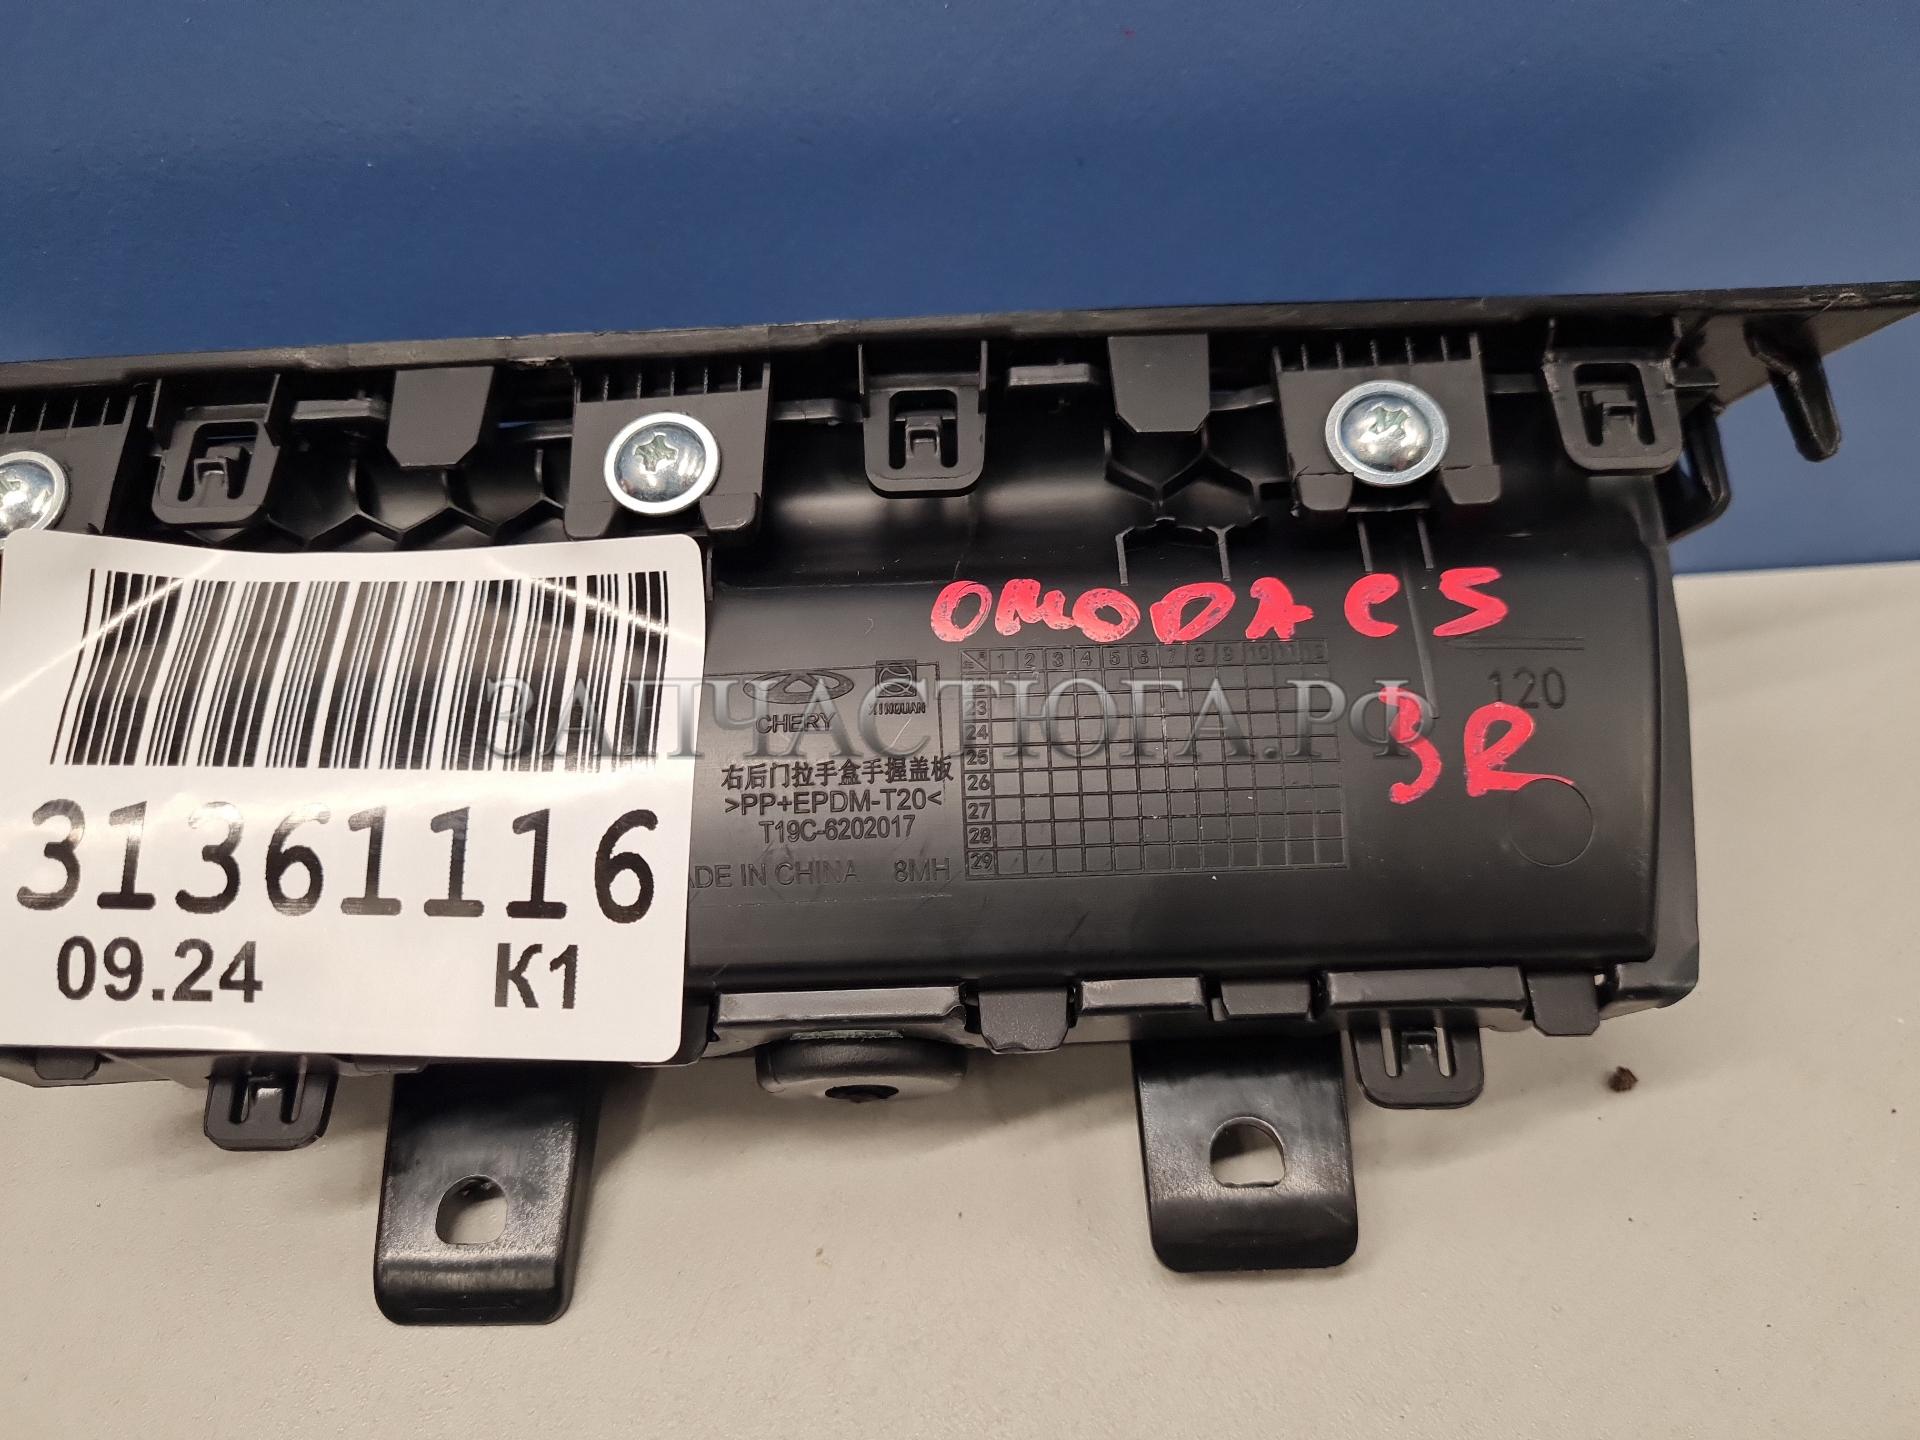 31361116
09.24 K1
OMODA C5
3R
120
CHERY
XINQUAN
右后门拉手盒手握盖板
>PP+EPDM-T20<
T19C-6202017
ADE IN CHINA 8MH
1 2 3 4 5 6 7 8 9 10 11 12
23
24
25
26
27
28
29
ЗАПЧАСТЮГА.РФ